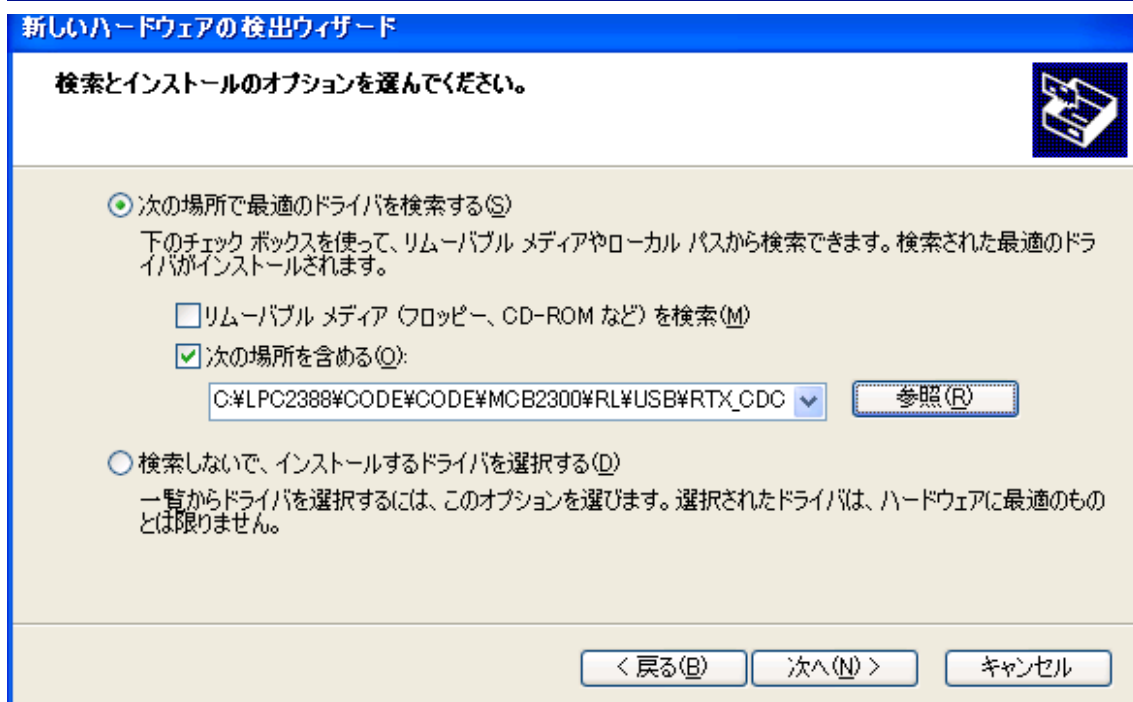 新しいハードウェアの検出ウィザード
検索とインストールのオプションを選んでください。
次の場所で最適のドライバを検索する(S)
下のチェック ボックスを使って、リムーバブル メディアやローカル パスから検索できます。検索された最適のドラ
イバがインストールされます。
リムーバブル メディア (フロッピー、CD-ROM など) を検索(M)
次の場所を含める(O):
C:¥LPC2388¥CODE¥CODE¥MCB2300¥RL¥USB¥RTX_CDC
参照(R)
検索しないで、インストールするドライバを選択する(D)
一覧からドライバを選択するには、このオプションを選びます。選択されたドライバは、ハードウェアに最適のもの
とは限りません。
< 戻る(B) 次へ(N) > キャンセル